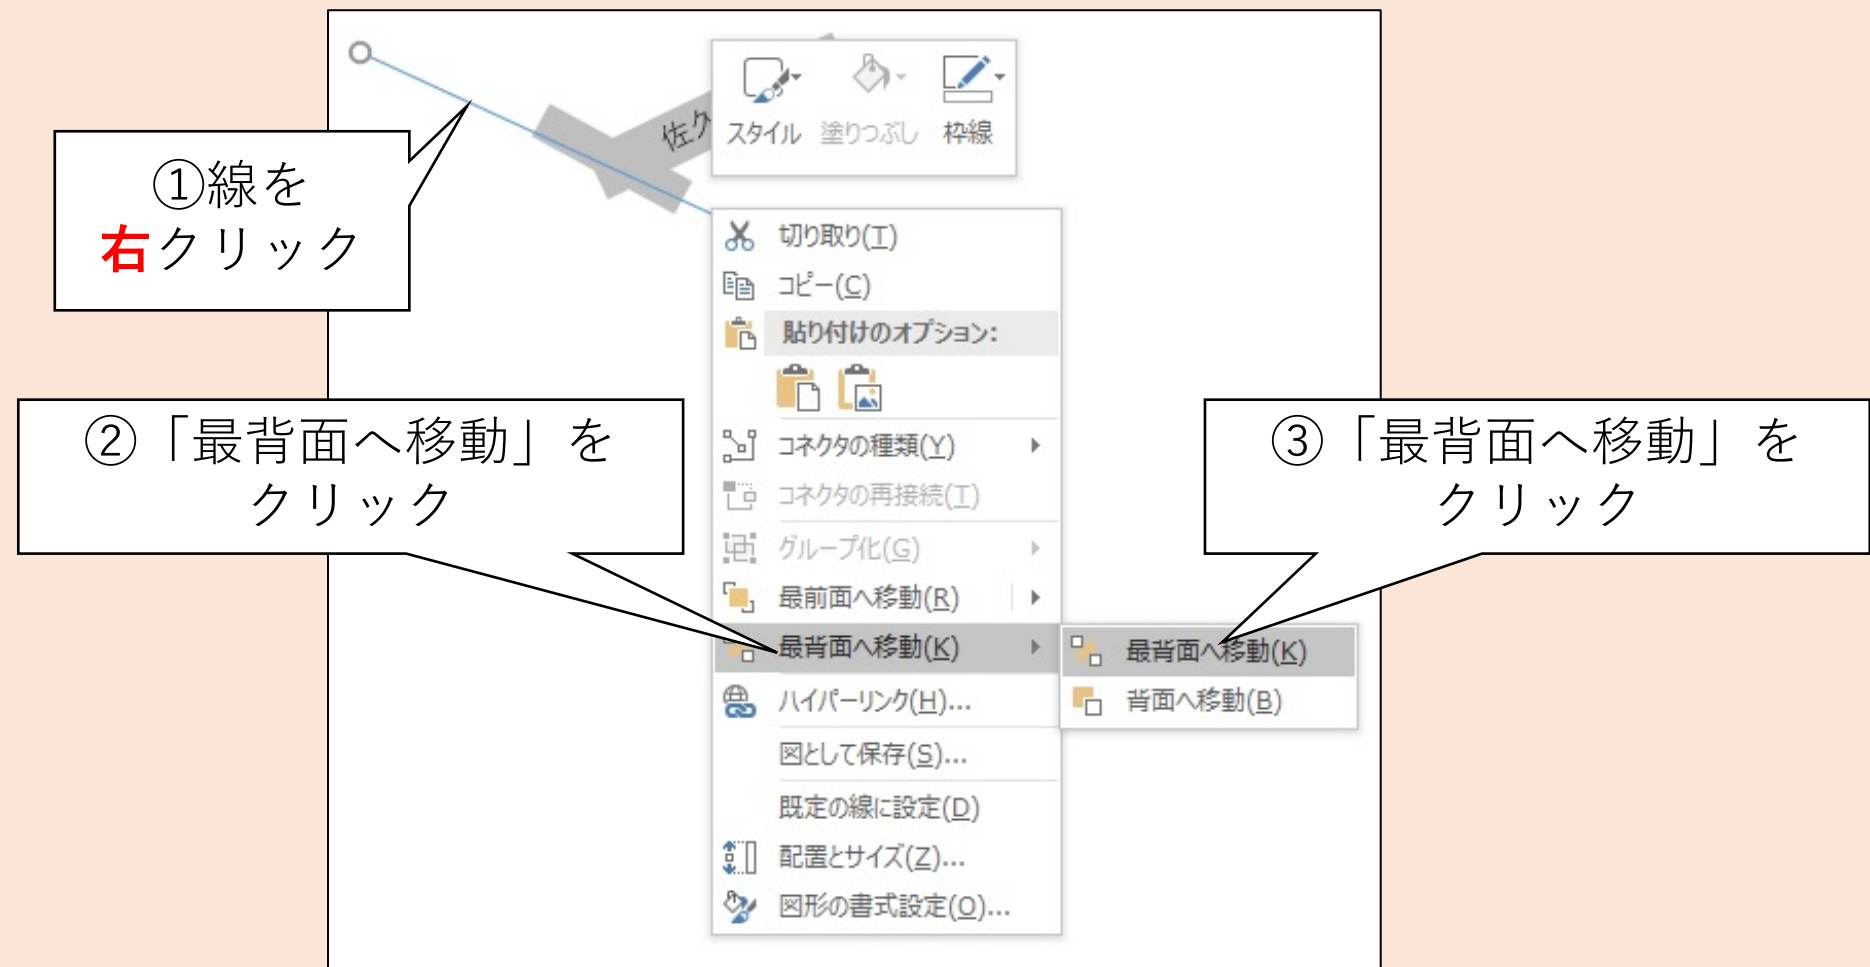 ①線を
右クリック
佐久
スタイル 塗りつぶし 枠線
切り取り(T)
コピー(C)
貼り付けのオプション:
②「最背面へ移動」を
クリック
③「最背面へ移動」を
クリック
コネクタの種類(Y)
コネクタの再接続(T)
グループ化(G)
最前面へ移動(R)
最背面へ移動(K)
最背面へ移動(K)
背面へ移動(B)
ハイパーリンク(H)...
図として保存(S)...
既定の線に設定(D)
配置とサイズ(Z)...
図形の書式設定(O)...